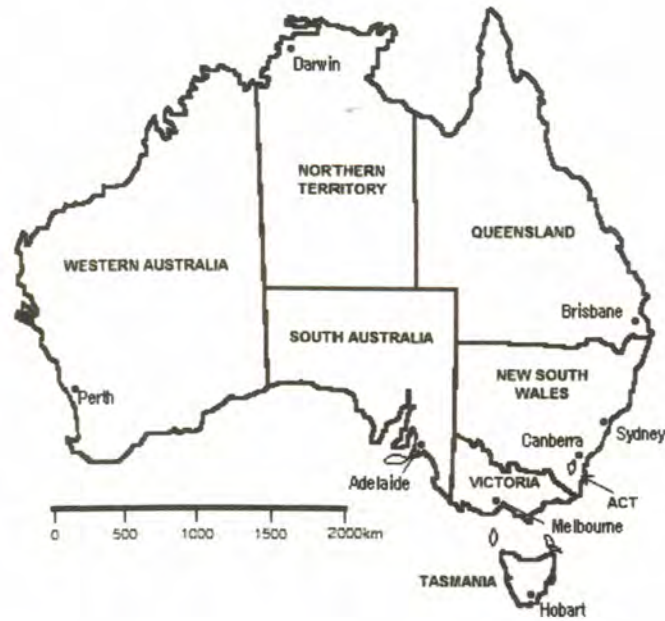 Darwin
NORTHERN
TERRITORY
QUEENSLAND
WESTERN AUSTRALIA
Brisbane
SOUTH AUSTRALIA
NEW SOUTH
WALES
Perth
Sydney
Canberra
Adelaide
VICTORIA
ACT
Melbourne
0 500 1000 1500 2000km
TASMANIA
Hobart